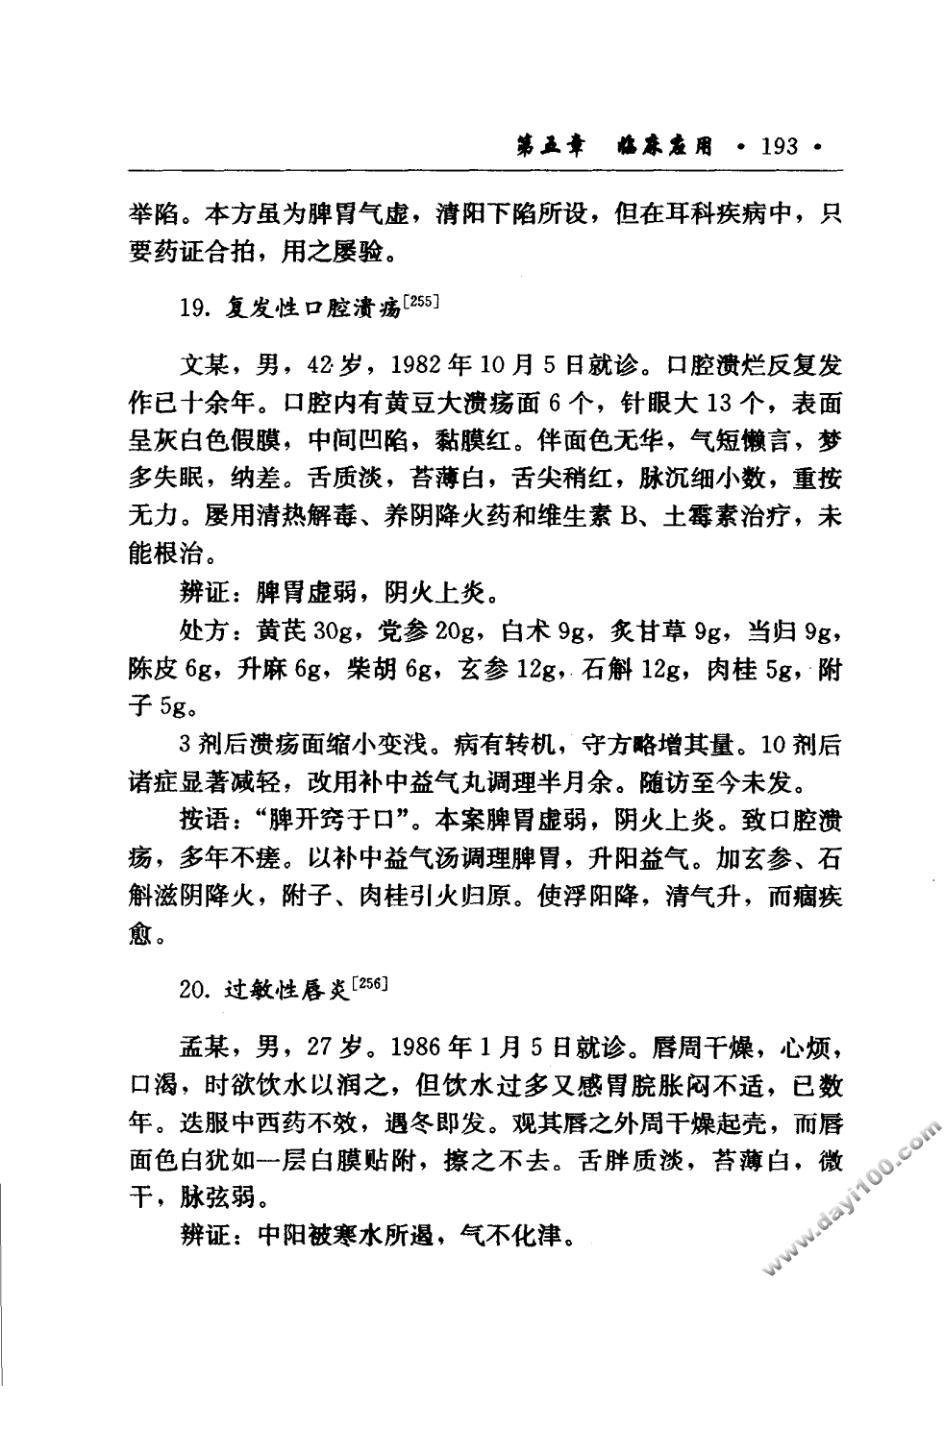 第五章 临床应用 · 193 ·
举陷。本方虽为脾胃气虚，清阳下陷所设，但在耳科疾病中，只
要药证合拍，用之屡验。
19. 复发性口腔溃疡[255]
文某，男，42岁，1982年10月5日就诊。口腔溃烂反复发
作已十余年。口腔内有黄豆大溃疡面6个，针眼大13个，表面
呈灰白色假膜，中间凹陷，黏膜红。伴面色无华，气短懒言，梦
多失眠，纳差。舌质淡，苔薄白，舌尖稍红，脉沉细小数，重按
无力。屡用清热解毒、养阴降火药和维生素B、土霉素治疗，未
能根治。
辨证：脾胃虚弱，阴火上炎。
处方：黄芪30g，党参20g，白术9g，炙甘草9g，当归9g，
陈皮6g，升麻6g，柴胡6g，玄参12g，石斛12g，肉桂5g，附
子5g。
3剂后溃疡面缩小变浅。病有转机，守方略增其量。10剂后
诸症显著减轻，改用补中益气丸调理半月余。随访至今未发。
按语：“脾开窍于口”。本案脾胃虚弱，阴火上炎。致口腔溃
疡，多年不瘥。以补中益气汤调理脾胃，升阳益气。加玄参、石
斛滋阴降火，附子、肉桂引火归原。使浮阳降，清气升，而痼疾
愈。
20. 过敏性唇炎[256]
孟某，男，27岁。1986年1月5日就诊。唇周干燥，心烦，
口渴，时欲饮水以润之，但饮水过多又感胃脘胀闷不适，已数
年。迭服中西药不效，遇冬即发。观其唇之外周干燥起壳，而唇
面色白犹如一层白膜贴附，擦之不去。舌胖质淡，苔薄白，微
干，脉弦弱。
辨证：中阳被寒水所遏，气不化津。
www.dayi100.com